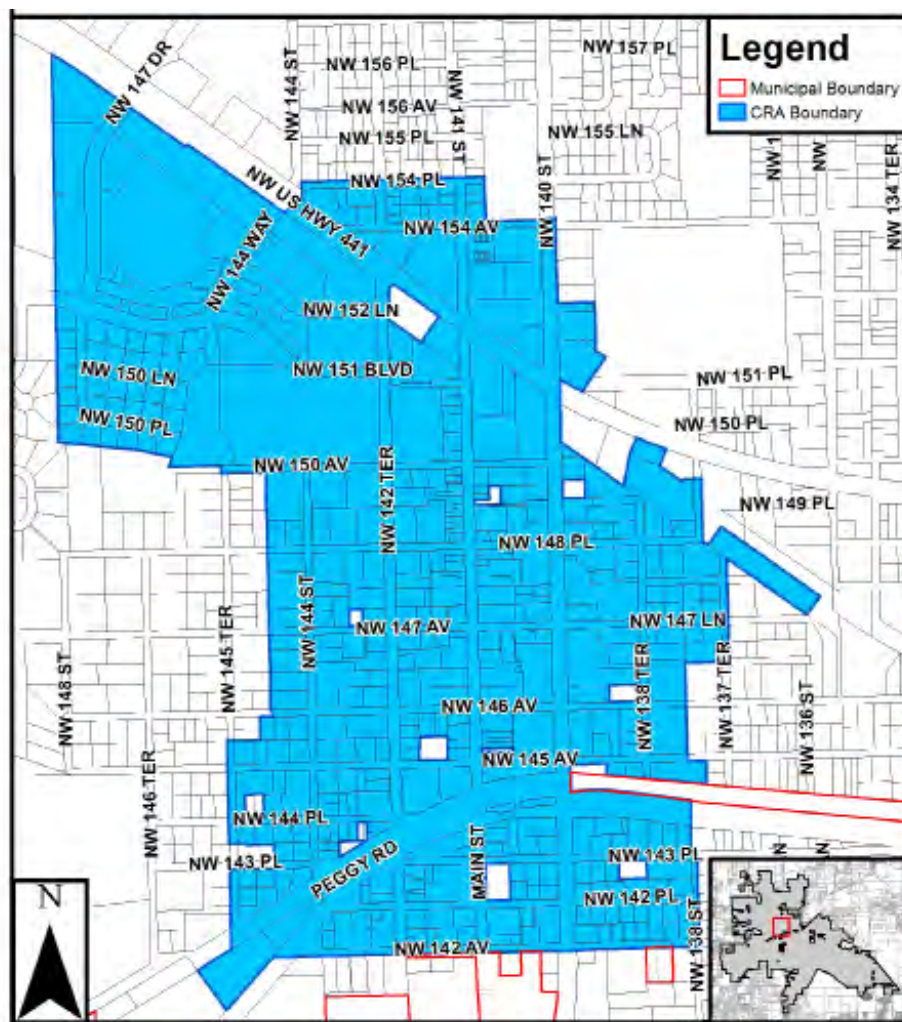 Legend
Municipal Boundary
CRA Boundary
NW 147 DR
NW 144 ST
NW 156 PL
NW 157 PL
NW 156 AV
NW 141 ST
NW 155 PL
NW 155 LN
NW 1
NW
NW 134 TER
NW 154 PL
NW 140 ST
NW US HWY 441
NW 154 AV
NW 144 WAY
NW 152 LN
NW 150 LN
NW 151 BLVD
NW 151 PL
NW 150 PL
NW 150 PL
NW 150 AV
NW 142 TER
NW 149 PL
NW 148 PL
NW 144 ST
NW 147 AV
NW 147 LN
NW 145 TER
NW 148 ST
NW 138 TER
NW 137 TER
NW 136 ST
NW 146 AV
NW 145 AV
NW 146 TER
NW 144 PL
NW 143 PL
PEGGY RD
MAIN ST
NW 143 PL
NW 142 PL
NW 138 ST
NW 142 AV
N
N
N